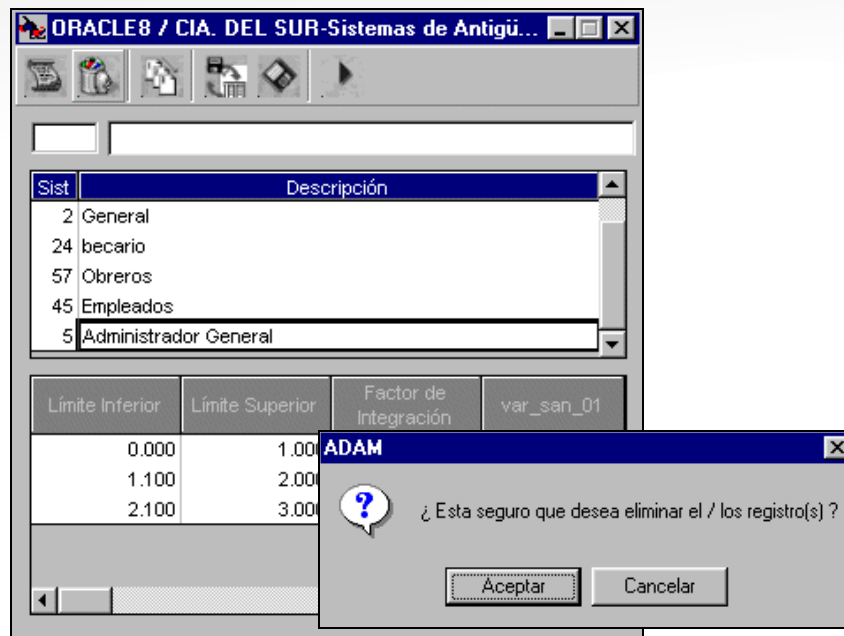 ORACLE8 / CIA. DEL SUR-Sistemas de Antigü...
Sist Descripción
2 General
24 becario
57 Obreros
45 Empleados
5 Administrador General
Límite Inferior Límite Superior Factor de Integración var_san_01
0.000 1.000
1.100 2.000
2.100 3.000
ADAM
¿ Esta seguro que desea eliminar el / los registro(s) ?
Aceptar Cancelar